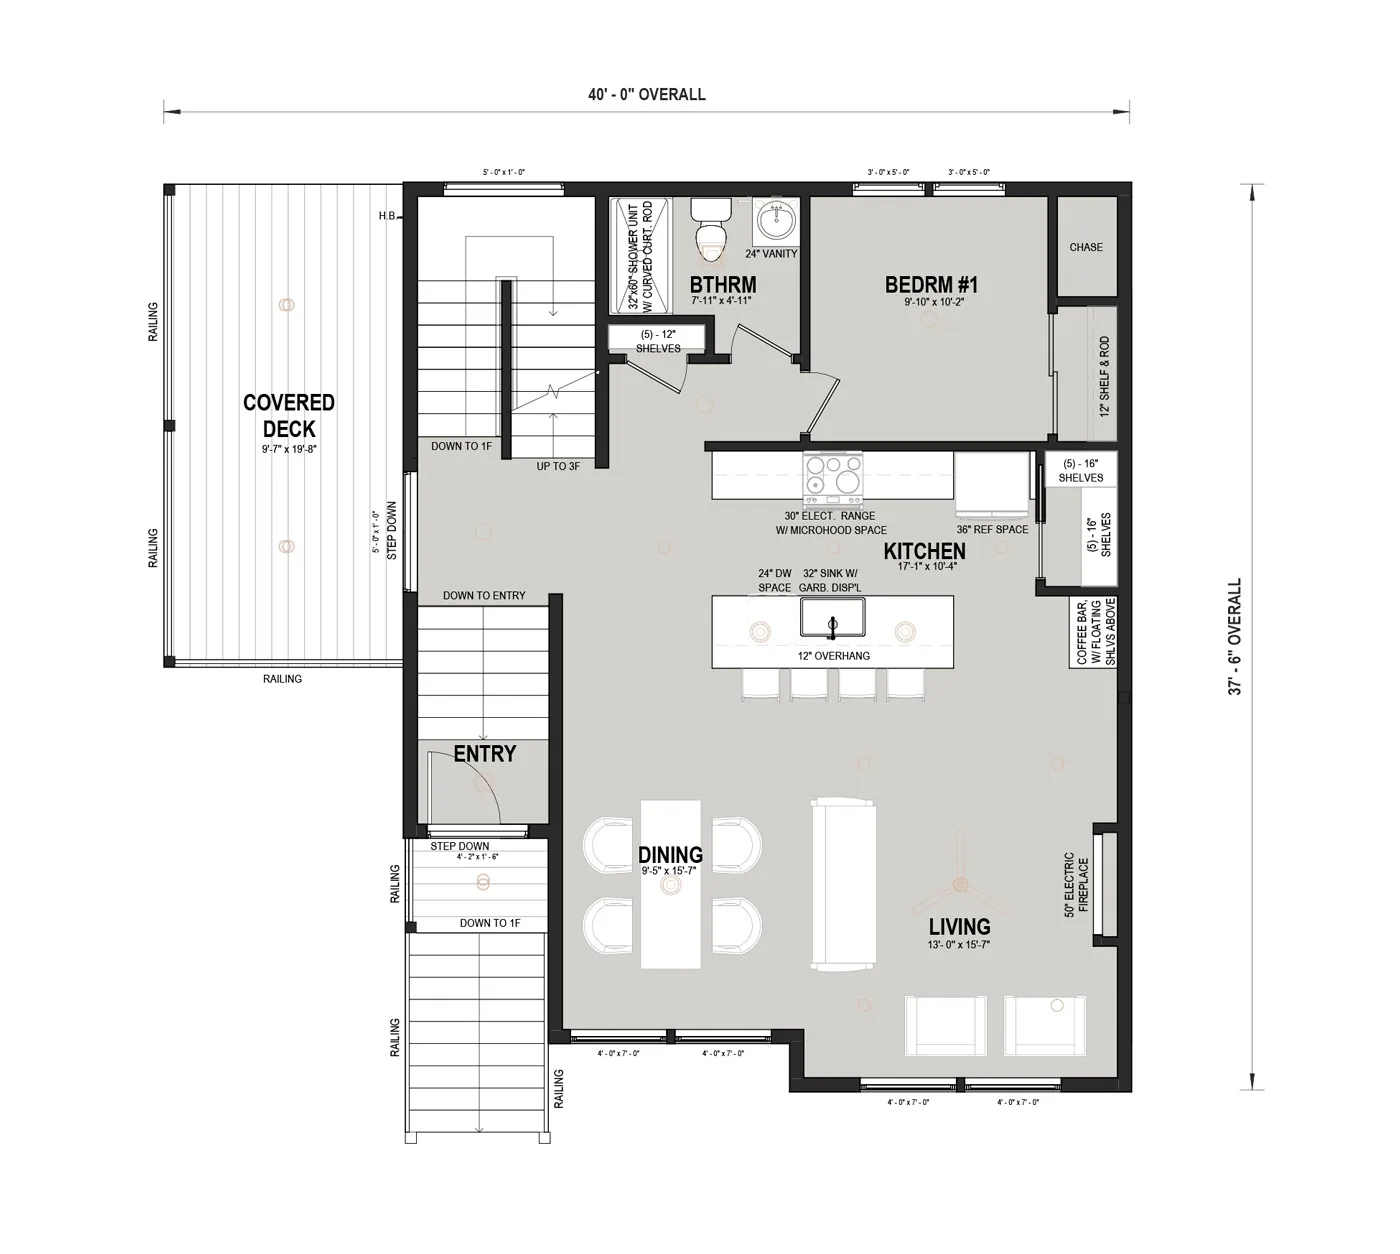 40' - 0" OVERALL
5' - 0" x 1' - 0"
3' - 0"x 5' - 0"
3' - 0"x 5' - 0"
H.B.
32"x60" SHOWER UNIT
W/ CURVED CURT. ROD
24" VANITY
BTHRM
7'-11" x 4'-11"
BEDRM #1
9'-10" x 10'-2"
CHASE
RAILING
(5) - 12"
SHELVES
12" SHELF & ROD
COVERED
DECK
9'-7" x 19'-8"
DOWN TO 1F
UP TO 3F
(5) - 16"
SHELVES
RAILING
5' - 0" x 1' - 0"
STEP DOWN
30" ELECT. RANGE
W/ MICROHOOD SPACE
36" REF SPACE
(5) - 16"
SHELVES
KITCHEN
17'-1" x 10'-4"
24" DW
SPACE
32" SINK W/
GARB. DISP'L
DOWN TO ENTRY
COFFEE BAR,
W/ FLOATING
SHLVS ABOVE
37' - 6" OVERALL
12" OVERHANG
RAILING
ENTRY
STEP DOWN
4' - 2"x 1' - 6"
DINING
9'-5" x 15'-7"
RAILING
50" ELECTRIC
FIREPLACE
DOWN TO 1F
LIVING
13'- 0" x 15'-7"
RAILING
RAILING
4' - 0"x 7' - 0"
4' - 0"x 7' - 0"
4' - 0"x 7' - 0"
4' - 0"x 7' - 0"